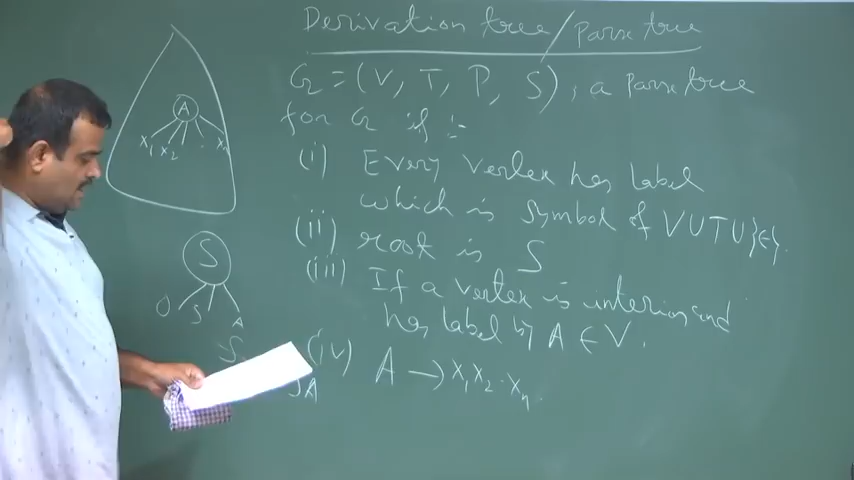 Derivation tree/Parse tree
G = (V, T, P, S), a parse tree
for G if :-
(i) Every vertex has label
which is symbol of VUTU{ϵ}.
(ii) root is S
(iii) If a vertex is interior and
has label by A ∈ V.
(iv) A → X1 X2 . Xn
A
X1 X2 . Xn
S
0 S A
S